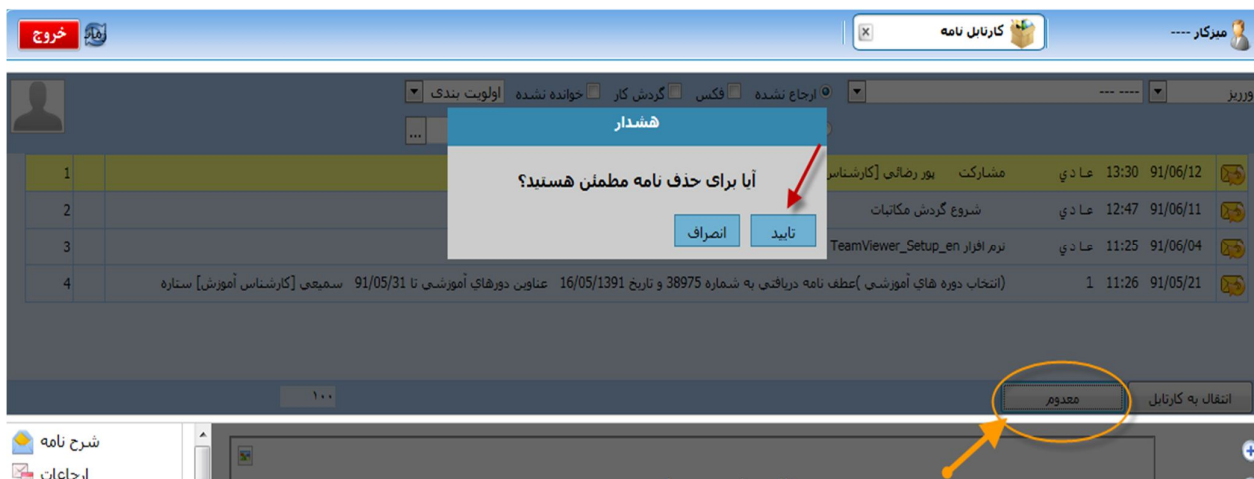 میزکار ----
کارتابل نامه
خروج
ورریز
---- ---
ارجاع نشده فکس گردش کار خوانده نشده اولویت بندی
...
هشدار
آیا برای حذف نامه مطمئن هستید؟
تایید انصراف
91/06/12 13:30 عادي مشارکت پور رضائي [کارشناس 1
91/06/11 12:47 عادي شروع گردش مکاتبات 2
91/06/04 11:25 عادي نرم افزار TeamViewer_Setup_en 3
91/05/21 11:26 1 (انتخاب دوره هاي آموزشي )عطف نامه دريافتي به شماره 38975 و تاريخ 16/05/1391 عناوين دورهاي آموزشي تا 91/05/31 سميعي [کارشناس آموزش] ستاره 4
انتقال به کارتابل معدوم ۱۰۰
شرح نامه
ارجاعات